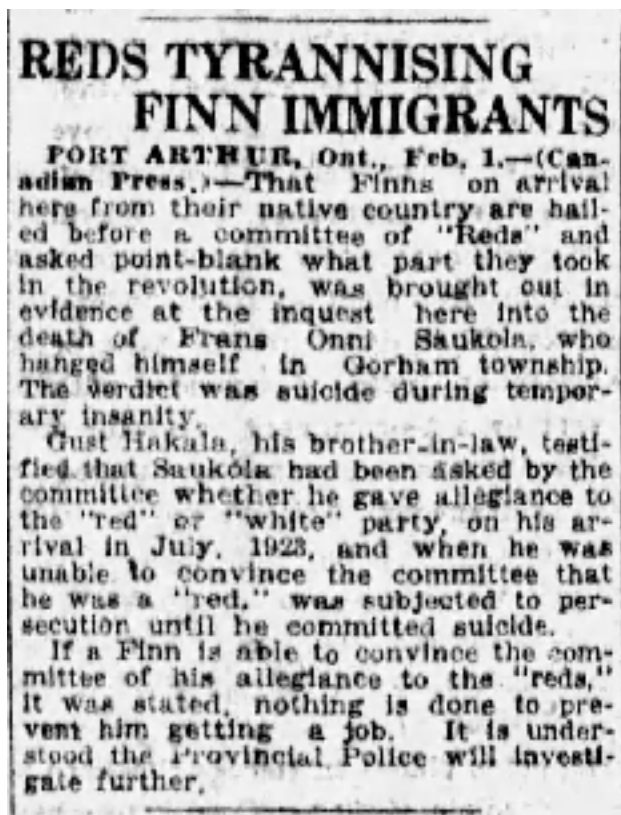 REDS TYRANNISING
FINN IMMIGRANTS
PORT ARTHUR, Ont., Feb. 1.—(Can-
adian Press.)—That Finns on arrival
here from their native country are hail-
ed before a committee of "Reds" and
asked point-blank what part they took
in the revolution, was brought out in
evidence at the inquest here into the
death of Frans Onni Saukola, who
hanged himself in Gorham township.
The verdict was suicide during tempor-
ary insanity.
Gust Hakala, his brother-in-law, testi-
fied that Saukola had been asked by the
committee whether he gave allegiance to
the "red" or "white" party, on his ar-
rival in July, 1923, and when he was
unable to convince the committee that
he was a "red," was subjected to per-
secution until he committed suicide.
If a Finn is able to convince the com-
mittee of his allegiance to the "reds,"
it was stated, nothing is done to pre-
vent him getting a job. It is under-
stood the Provincial Police will investi-
gate further.